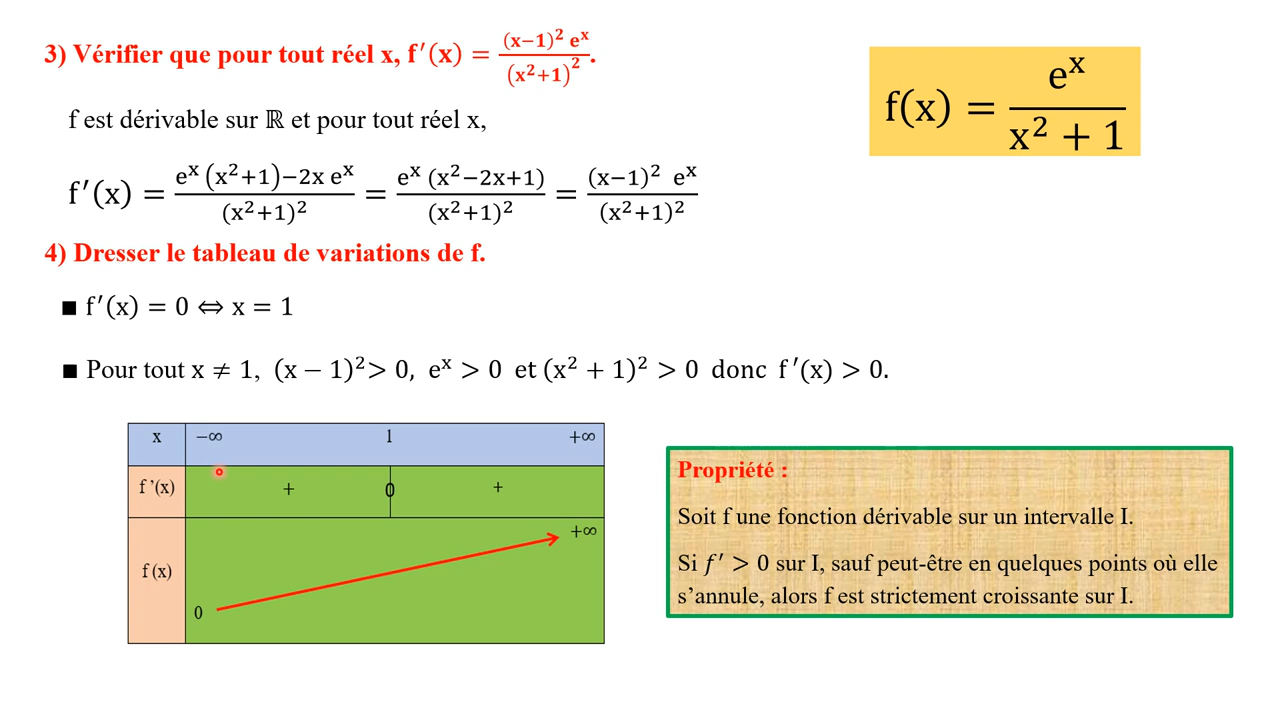 3) Vérifier que pour tout réel x, f′(x) = (x−1)² eˣ / (x²+1)².
f(x) = eˣ / (x² + 1)
f est dérivable sur ℝ et pour tout réel x,
f′(x) = (eˣ (x²+1)−2x eˣ) / (x²+1)² = (eˣ (x²−2x+1)) / (x²+1)² = ((x−1)² eˣ) / (x²+1)²
4) Dresser le tableau de variations de f.
■ f′(x) = 0 ⇔ x = 1
■ Pour tout x ≠ 1, (x − 1)²> 0, eˣ > 0 et (x² + 1)² > 0 donc f ′(x) > 0.
x −∞ 1 +∞
f ’(x) + 0 +
f (x) 0 +∞
Propriété :
Soit f une fonction dérivable sur un intervalle I.
Si f′ > 0 sur I, sauf peut-être en quelques points où elle
s’annule, alors f est strictement croissante sur I.